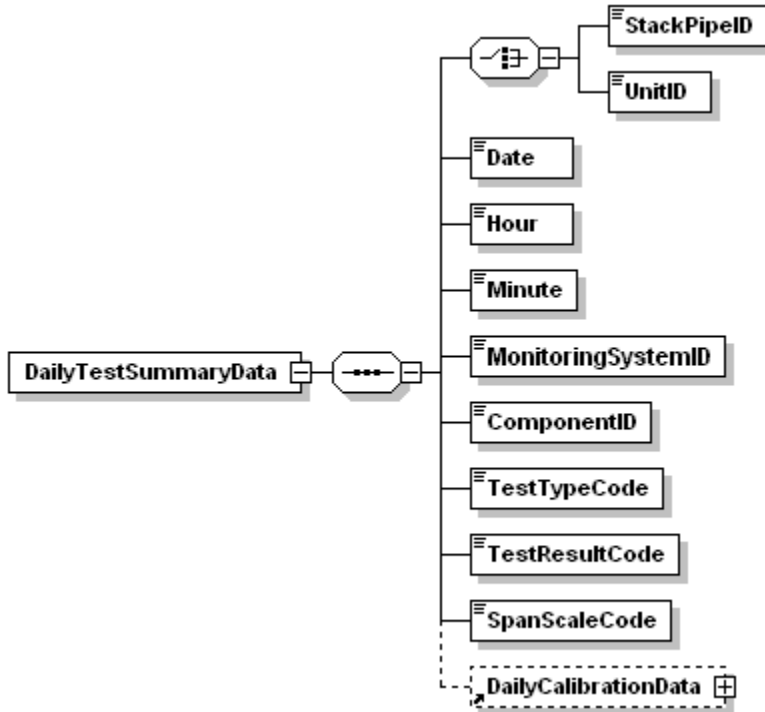 StackPipeID
UnitID
Date
Hour
Minute
MonitoringSystemID
DailyTestSummaryData
ComponentID
TestTypeCode
TestResultCode
SpanScaleCode
DailyCalibrationData